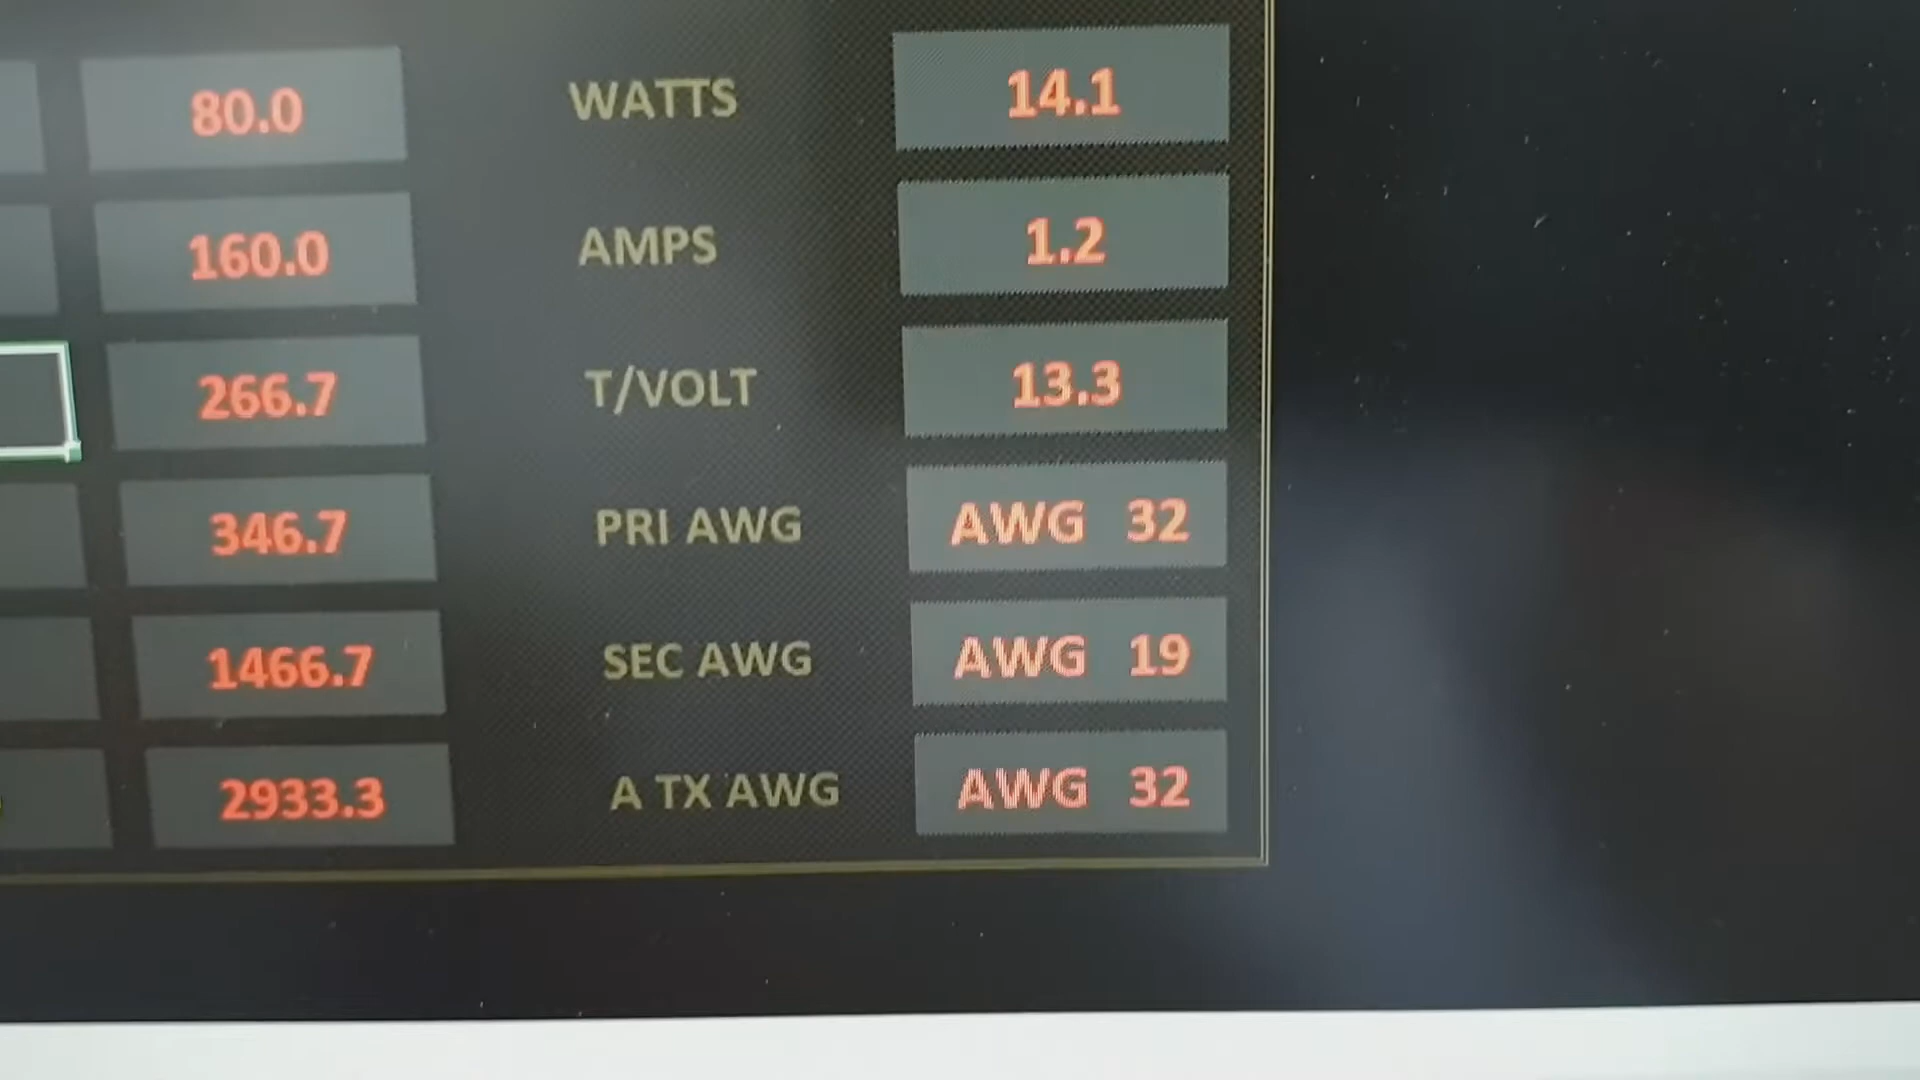 80.0 WATTS 14.1
160.0 AMPS 1.2
266.7 T/VOLT 13.3
346.7 PRI AWG AWG 32
1466.7 SEC AWG AWG 19
2933.3 A TX AWG AWG 32